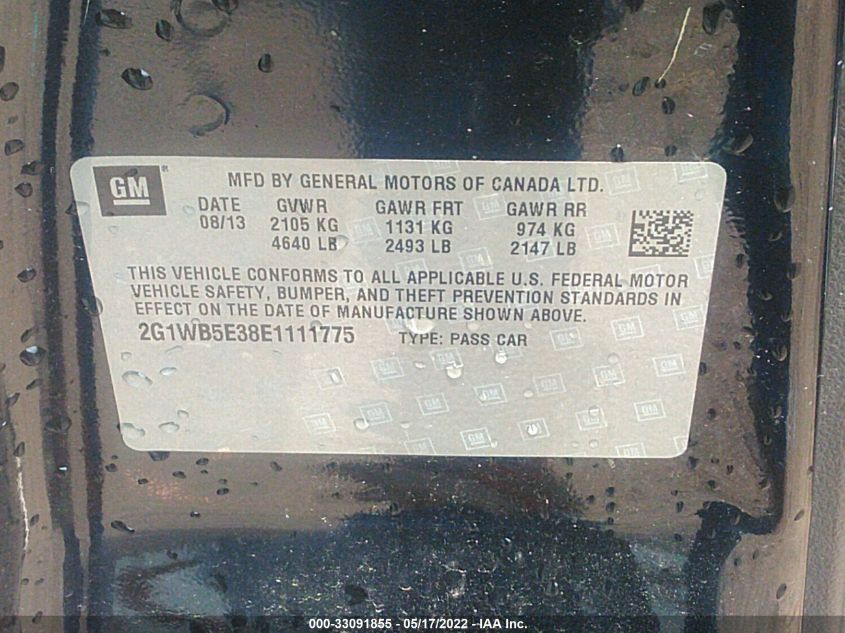 GM
MFD BY GENERAL MOTORS OF CANADA LTD.
DATE GVWR GAWR FRT GAWR RR
08/13 2105 KG 1131 KG 974 KG
4640 LB 2493 LB 2147 LB
THIS VEHICLE CONFORMS TO ALL APPLICABLE U.S. FEDERAL MOTOR
VEHICLE SAFETY, BUMPER, AND THEFT PREVENTION STANDARDS IN
EFFECT ON THE DATE OF MANUFACTURE SHOWN ABOVE.
2G1WB5E38E1111775 TYPE: PASS CAR
000-33091855 - 05/17/2022 - IAA Inc.